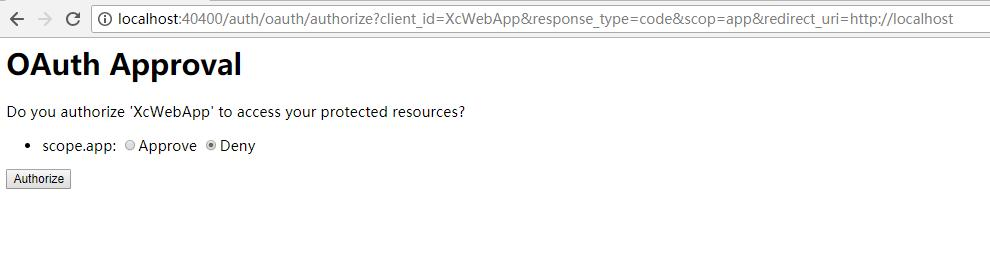 localhost:40400/auth/oauth/authorize?client_id=XcWebApp&response_type=code&scop=app&redirect_uri=http://localhost
OAuth Approval
Do you authorize 'XcWebApp' to access your protected resources?
• scope.app: Approve Deny
Authorize